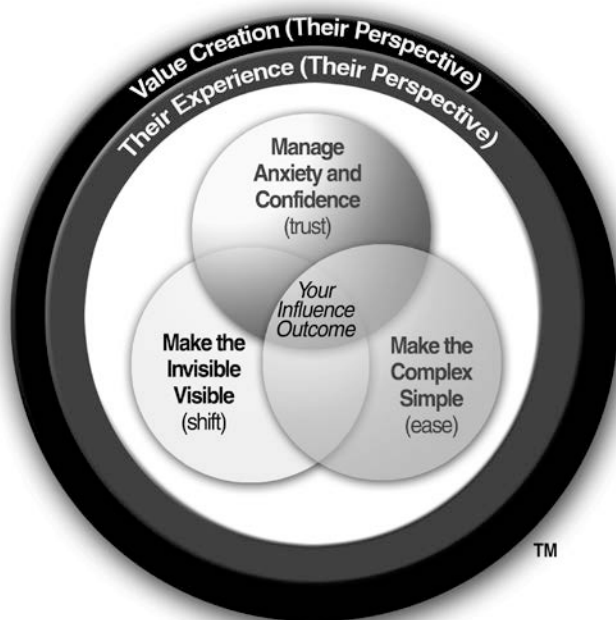 Value Creation (Their Perspective)
Their Experience (Their Perspective)
Manage
Anxiety and
Confidence
(trust)
Your
Influence
Outcome
Make the
Invisible
Visible
(shift)
Make the
Complex
Simple
(ease)
TM